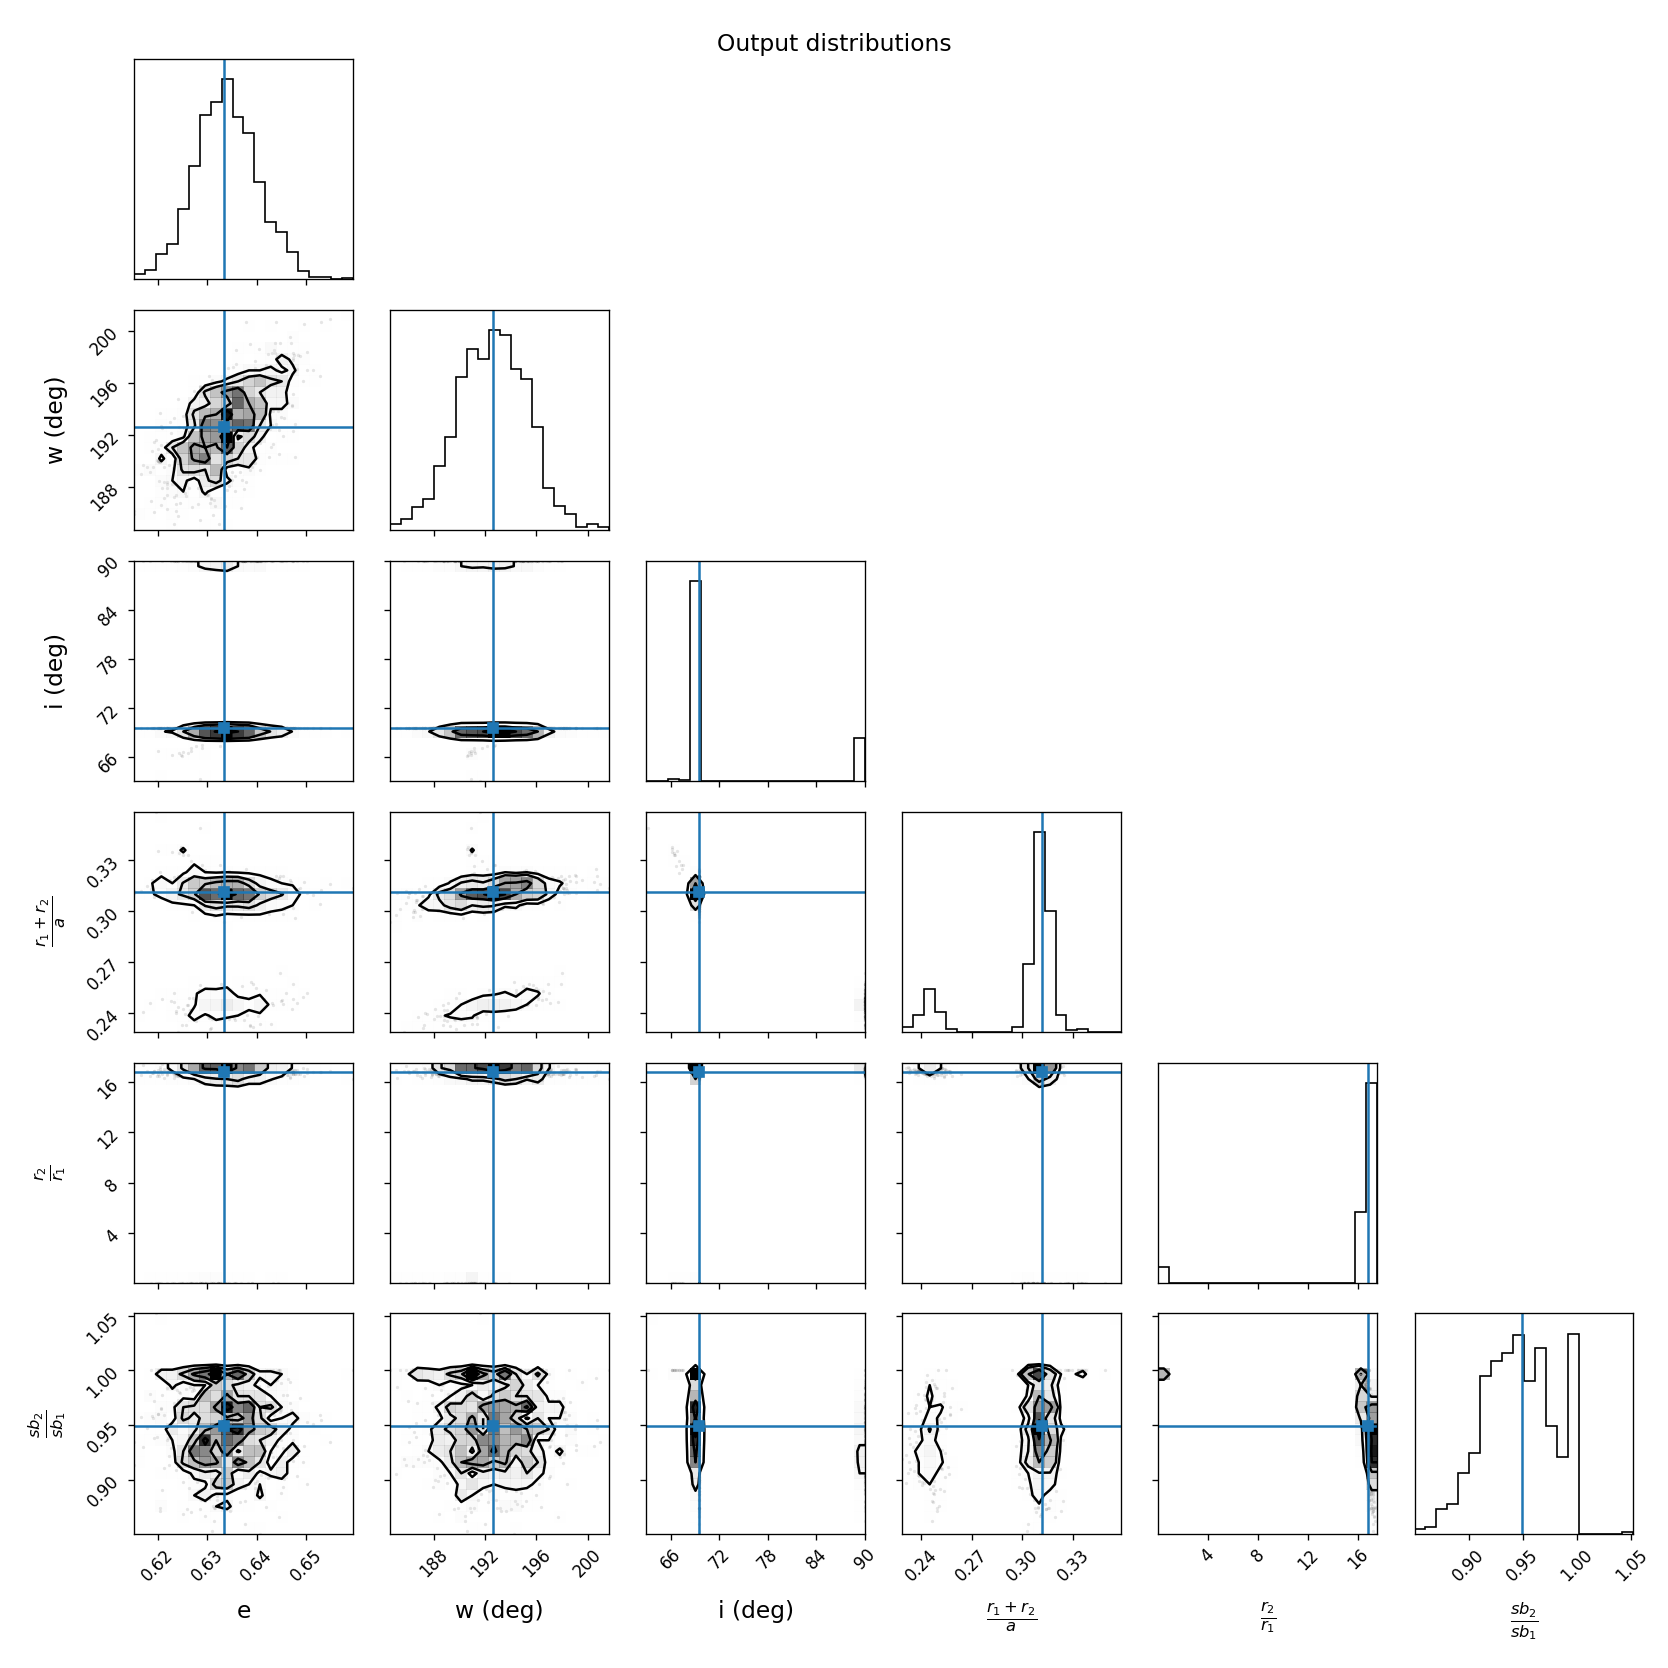 Output distributions
w (deg)
200
196
192
188
i (deg)
90
84
78
72
66
r₁ + r₂
a
0.33
0.30
0.27
0.24
r₂
r₁
16
12
8
4
sb₂
sb₁
1.05
1.00
0.95
0.90
0.62 0.63 0.64 0.65 188 192 196 200 66 72 78 84 90 0.24 0.27 0.30 0.33 4 8 12 16 0.90 0.95 1.00 1.05
e w (deg) i (deg)
r₁ + r₂
a
r₂
r₁
sb₂
sb₁